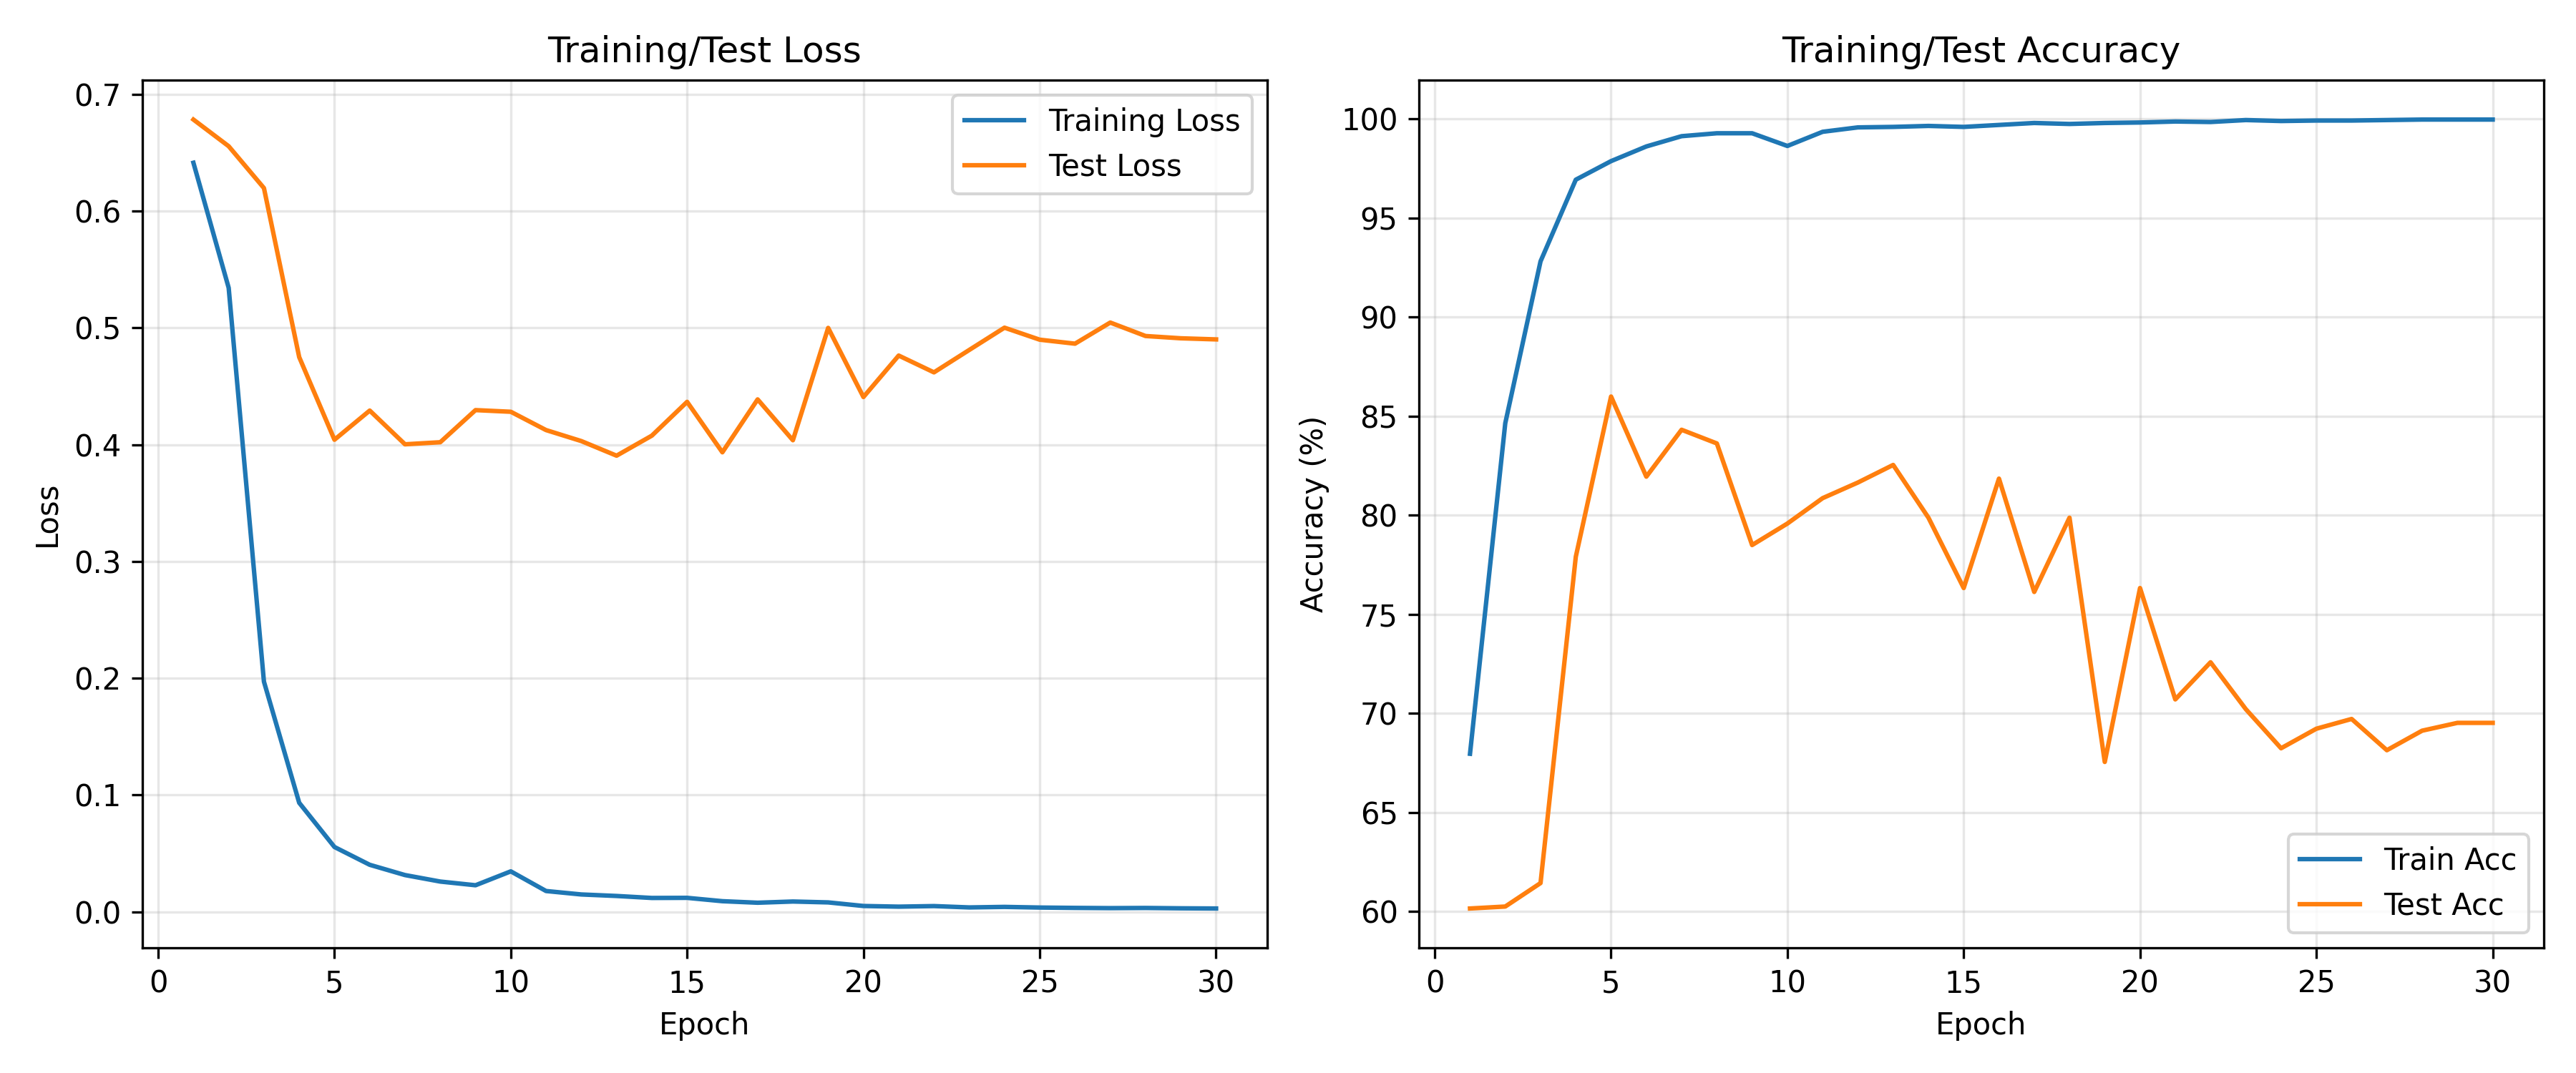 Training/Test Loss
0.7
0.6
0.5
0.4
0.3
0.2
0.1
0.0
Loss
Training Loss
Test Loss
0 5 10 15 20 25 30
Epoch
Training/Test Accuracy
100
95
90
85
80
75
70
65
60
Accuracy (%)
Train Acc
Test Acc
0 5 10 15 20 25 30
Epoch